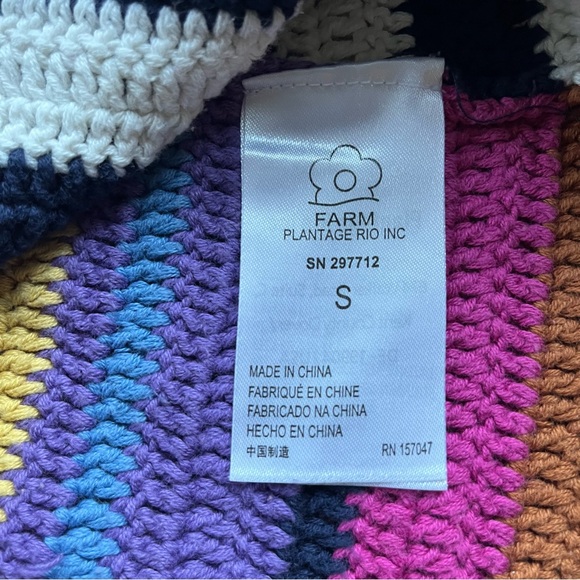 FARM
PLANTAGE RIO INC
SN 297712
S
MADE IN CHINA
FABRIQUÉ EN CHINE
FABRICADO NA CHINA
HECHO EN CHINA
中国制造
RN 157047